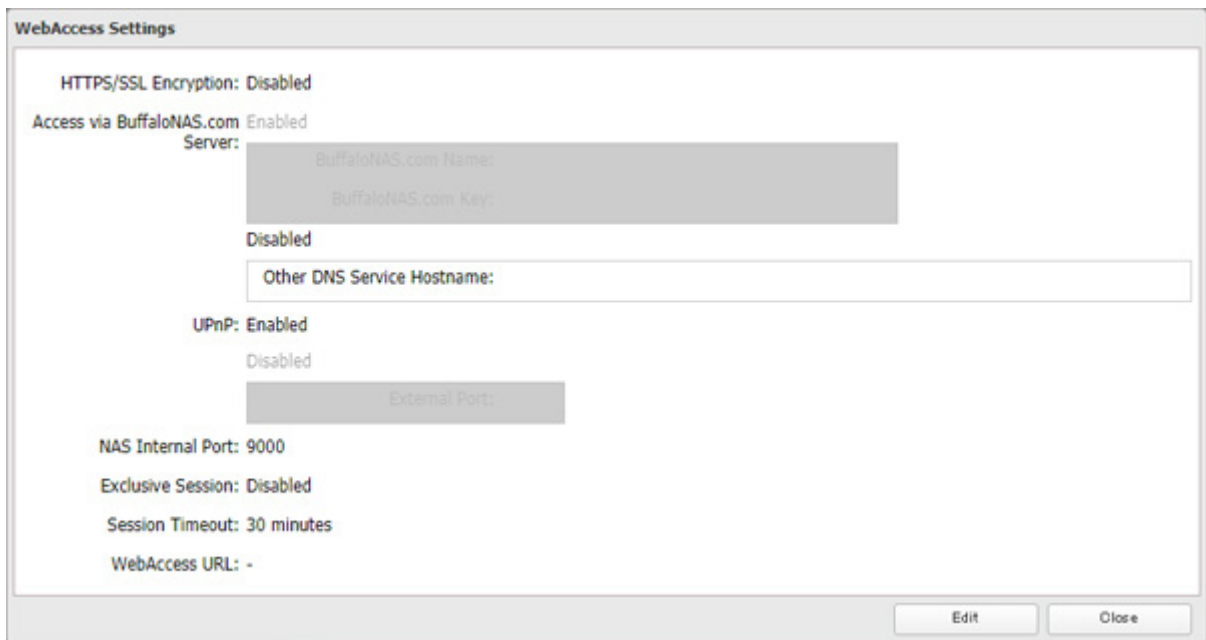 WebAccess Settings
HTTPS/SSL Encryption: Disabled
Access via BuffaloNAS.com Enabled
Server:
BuffaloNAS.com Name:
BuffaloNAS.com Key:
Disabled
Other DNS Service Hostname:
UPnP: Enabled
Disabled
External Port:
NAS Internal Port: 9000
Exclusive Session: Disabled
Session Timeout: 30 minutes
WebAccess URL: -
Edit Close